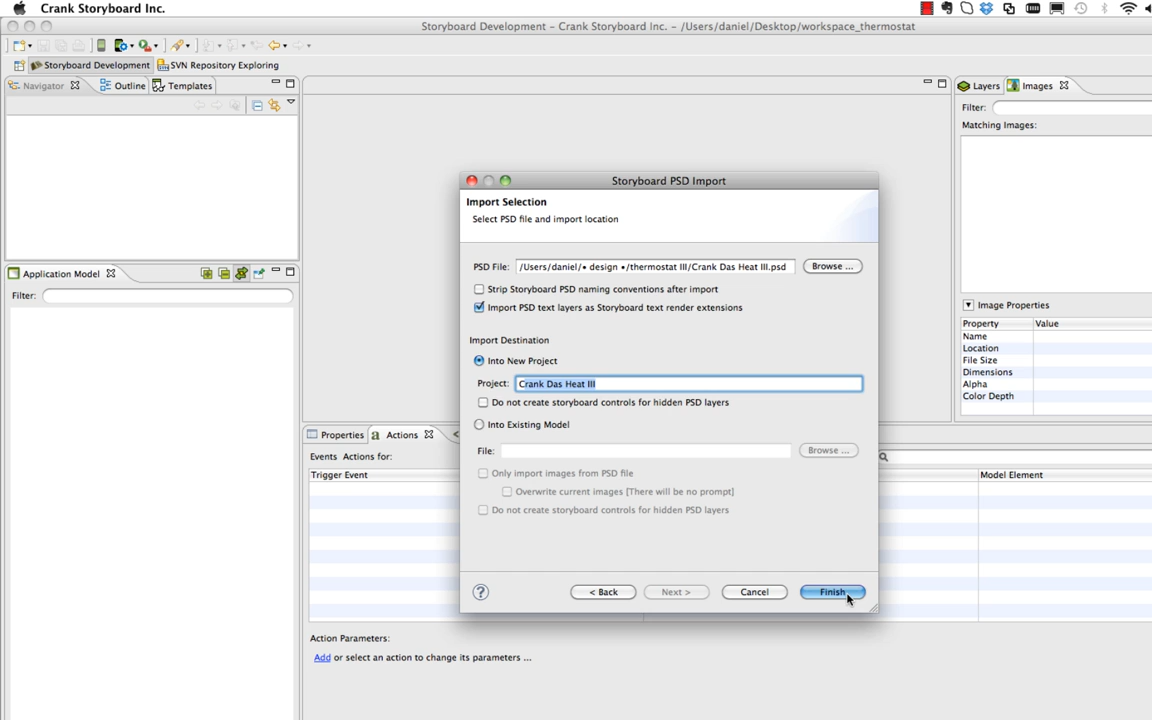 Crank Storyboard Inc.
Storyboard Development – Crank Storyboard Inc. – /Users/daniel/Desktop/workspace_thermostat
Storyboard Development SVN Repository Exploring
Navigator Outline Templates
Layers Images
Filter:
Matching Images:
Storyboard PSD Import
Import Selection
Select PSD file and import location
PSD File: /Users/daniel/• design •/thermostat III/Crank Das Heat III.psd Browse ...
Strip Storyboard PSD naming conventions after import
Import PSD text layers as Storyboard text render extensions
Import Destination
Into New Project
Project: Crank Das Heat III
Do not create storyboard controls for hidden PSD layers
Into Existing Model
File: Browse ...
Only import images from PSD file
Overwrite current images [There will be no prompt]
Do not create storyboard controls for hidden PSD layers
? < Back Next > Cancel Finish
Application Model
Filter:
Image Properties
Property Value
Name
Location
File Size
Dimensions
Alpha
Color Depth
Properties a Actions
Events Actions for:
Trigger Event Model Element
Action Parameters:
Add or select an action to change its parameters ...